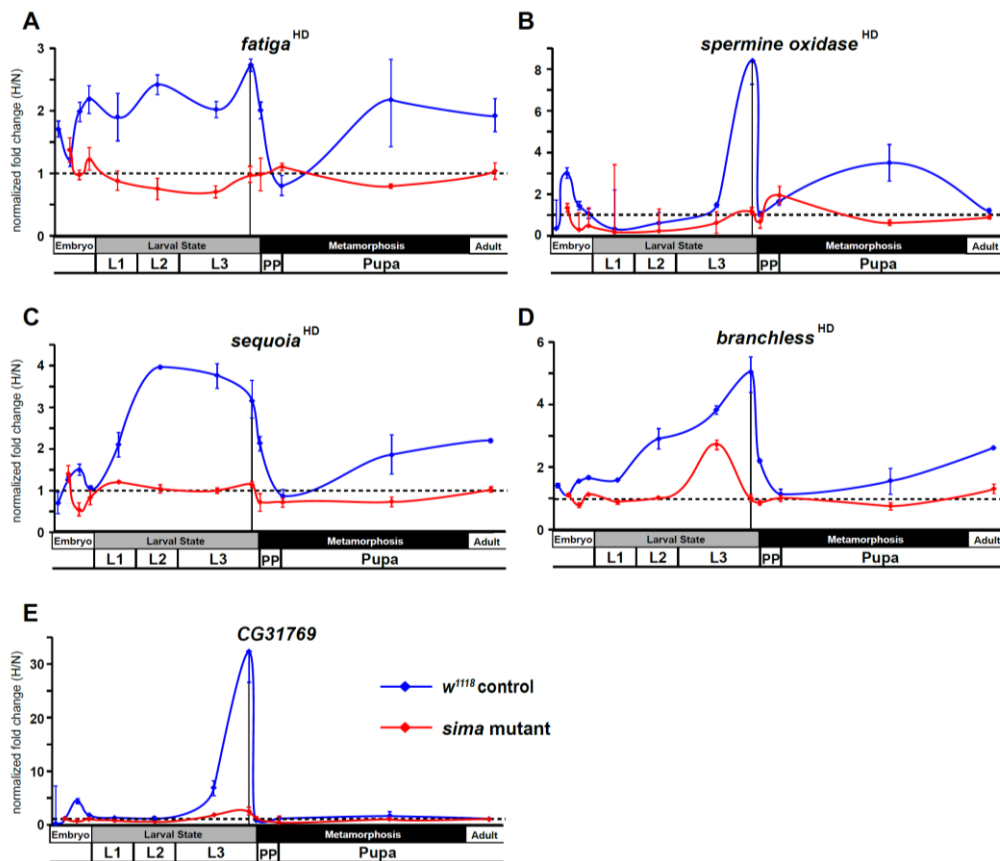 A
fatiga HD
normalized fold change (H/N)
3
2
1
0
Embryo Larval State Metamorphosis Adult
L1 L2 L3 PP Pupa
B
spermine oxidase HD
8
6
4
2
0
Embryo Larval State Metamorphosis Adult
L1 L2 L3 PP Pupa
C
sequoia HD
normalized fold change (H/N)
4
3
2
1
0
Embryo Larval State Metamorphosis Adult
L1 L2 L3 PP Pupa
D
branchless HD
6
4
2
1
0
Embryo Larval State Metamorphosis Adult
L1 L2 L3 PP Pupa
E
CG31769
normalized fold change (H/N)
30
20
10
0
Embryo Larval State Metamorphosis Adult
L1 L2 L3 PP Pupa
w1118 control
sima mutant